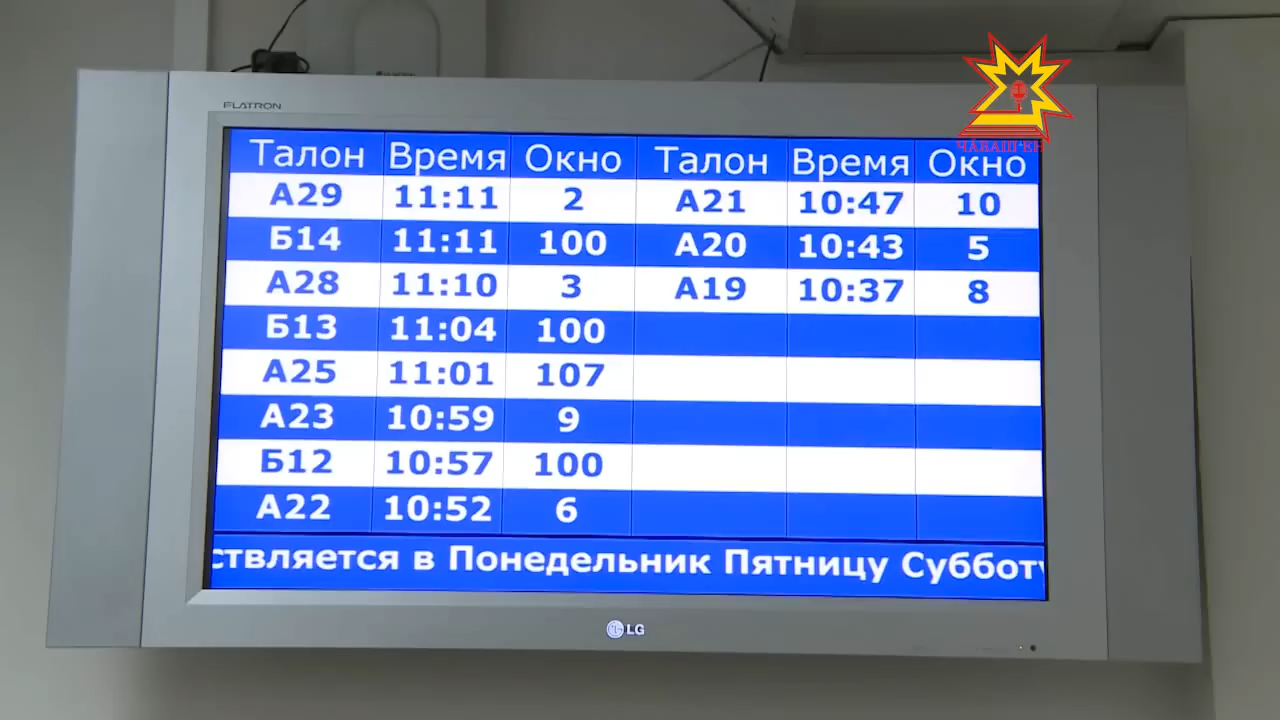 FLATRON
ЧӐВАШ ЕН
Талон Время Окно Талон Время Окно
А29 11:11 2 А21 10:47 10
Б14 11:11 100 А20 10:43 5
А28 11:10 3 А19 10:37 8
Б13 11:04 100
А25 11:01 107
А23 10:59 9
Б12 10:57 100
А22 10:52 6
ствляется в Понедельник Пятницу Субботу
LG